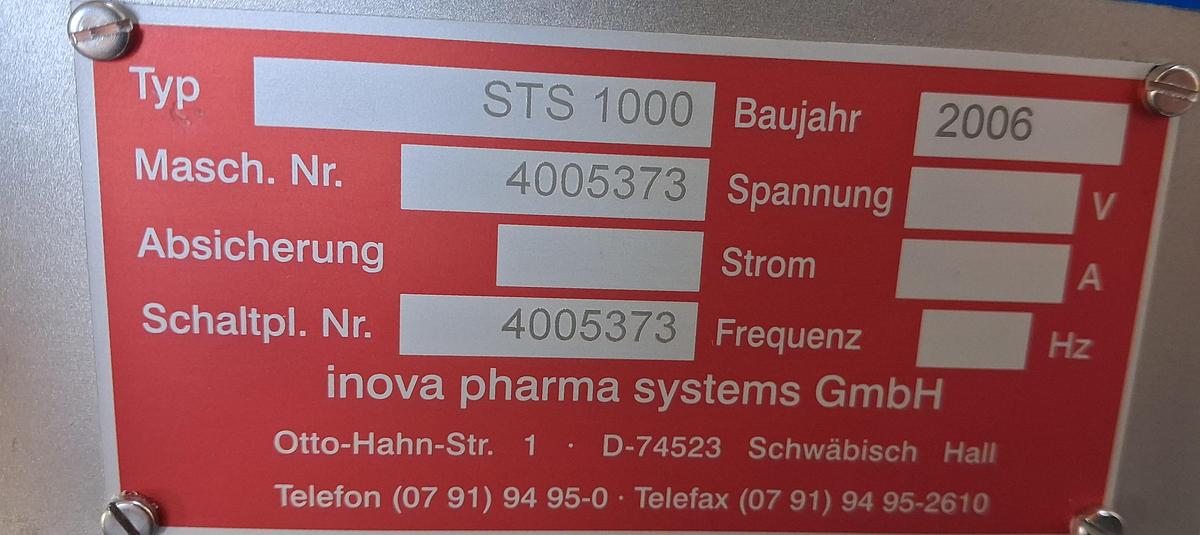 Typ STS 1000 Baujahr 2006
Masch. Nr. 4005373 Spannung V
Absicherung Strom A
Schaltpl. Nr. 4005373 Frequenz Hz
inova pharma systems GmbH
Otto-Hahn-Str. 1 · D-74523 Schwäbisch Hall
Telefon (07 91) 94 95-0 · Telefax (07 91) 94 95-2610